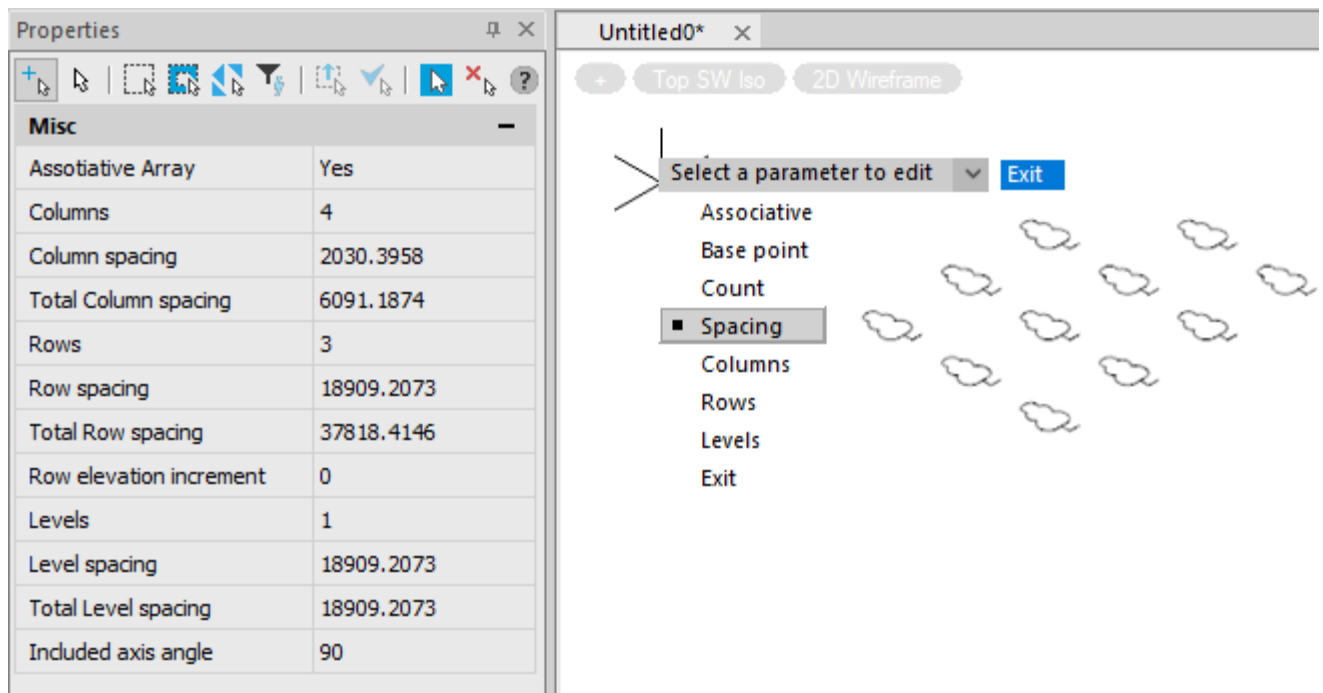 Properties
Misc
Assotiative Array Yes
Columns 4
Column spacing 2030.3958
Total Column spacing 6091.1874
Rows 3
Row spacing 18909.2073
Total Row spacing 37818.4146
Row elevation increment 0
Levels 1
Level spacing 18909.2073
Total Level spacing 18909.2073
Included axis angle 90
Untitled0*
+ Top SW Iso 2D Wireframe
Select a parameter to edit Exit
Associative
Base point
Count
Spacing
Columns
Rows
Levels
Exit